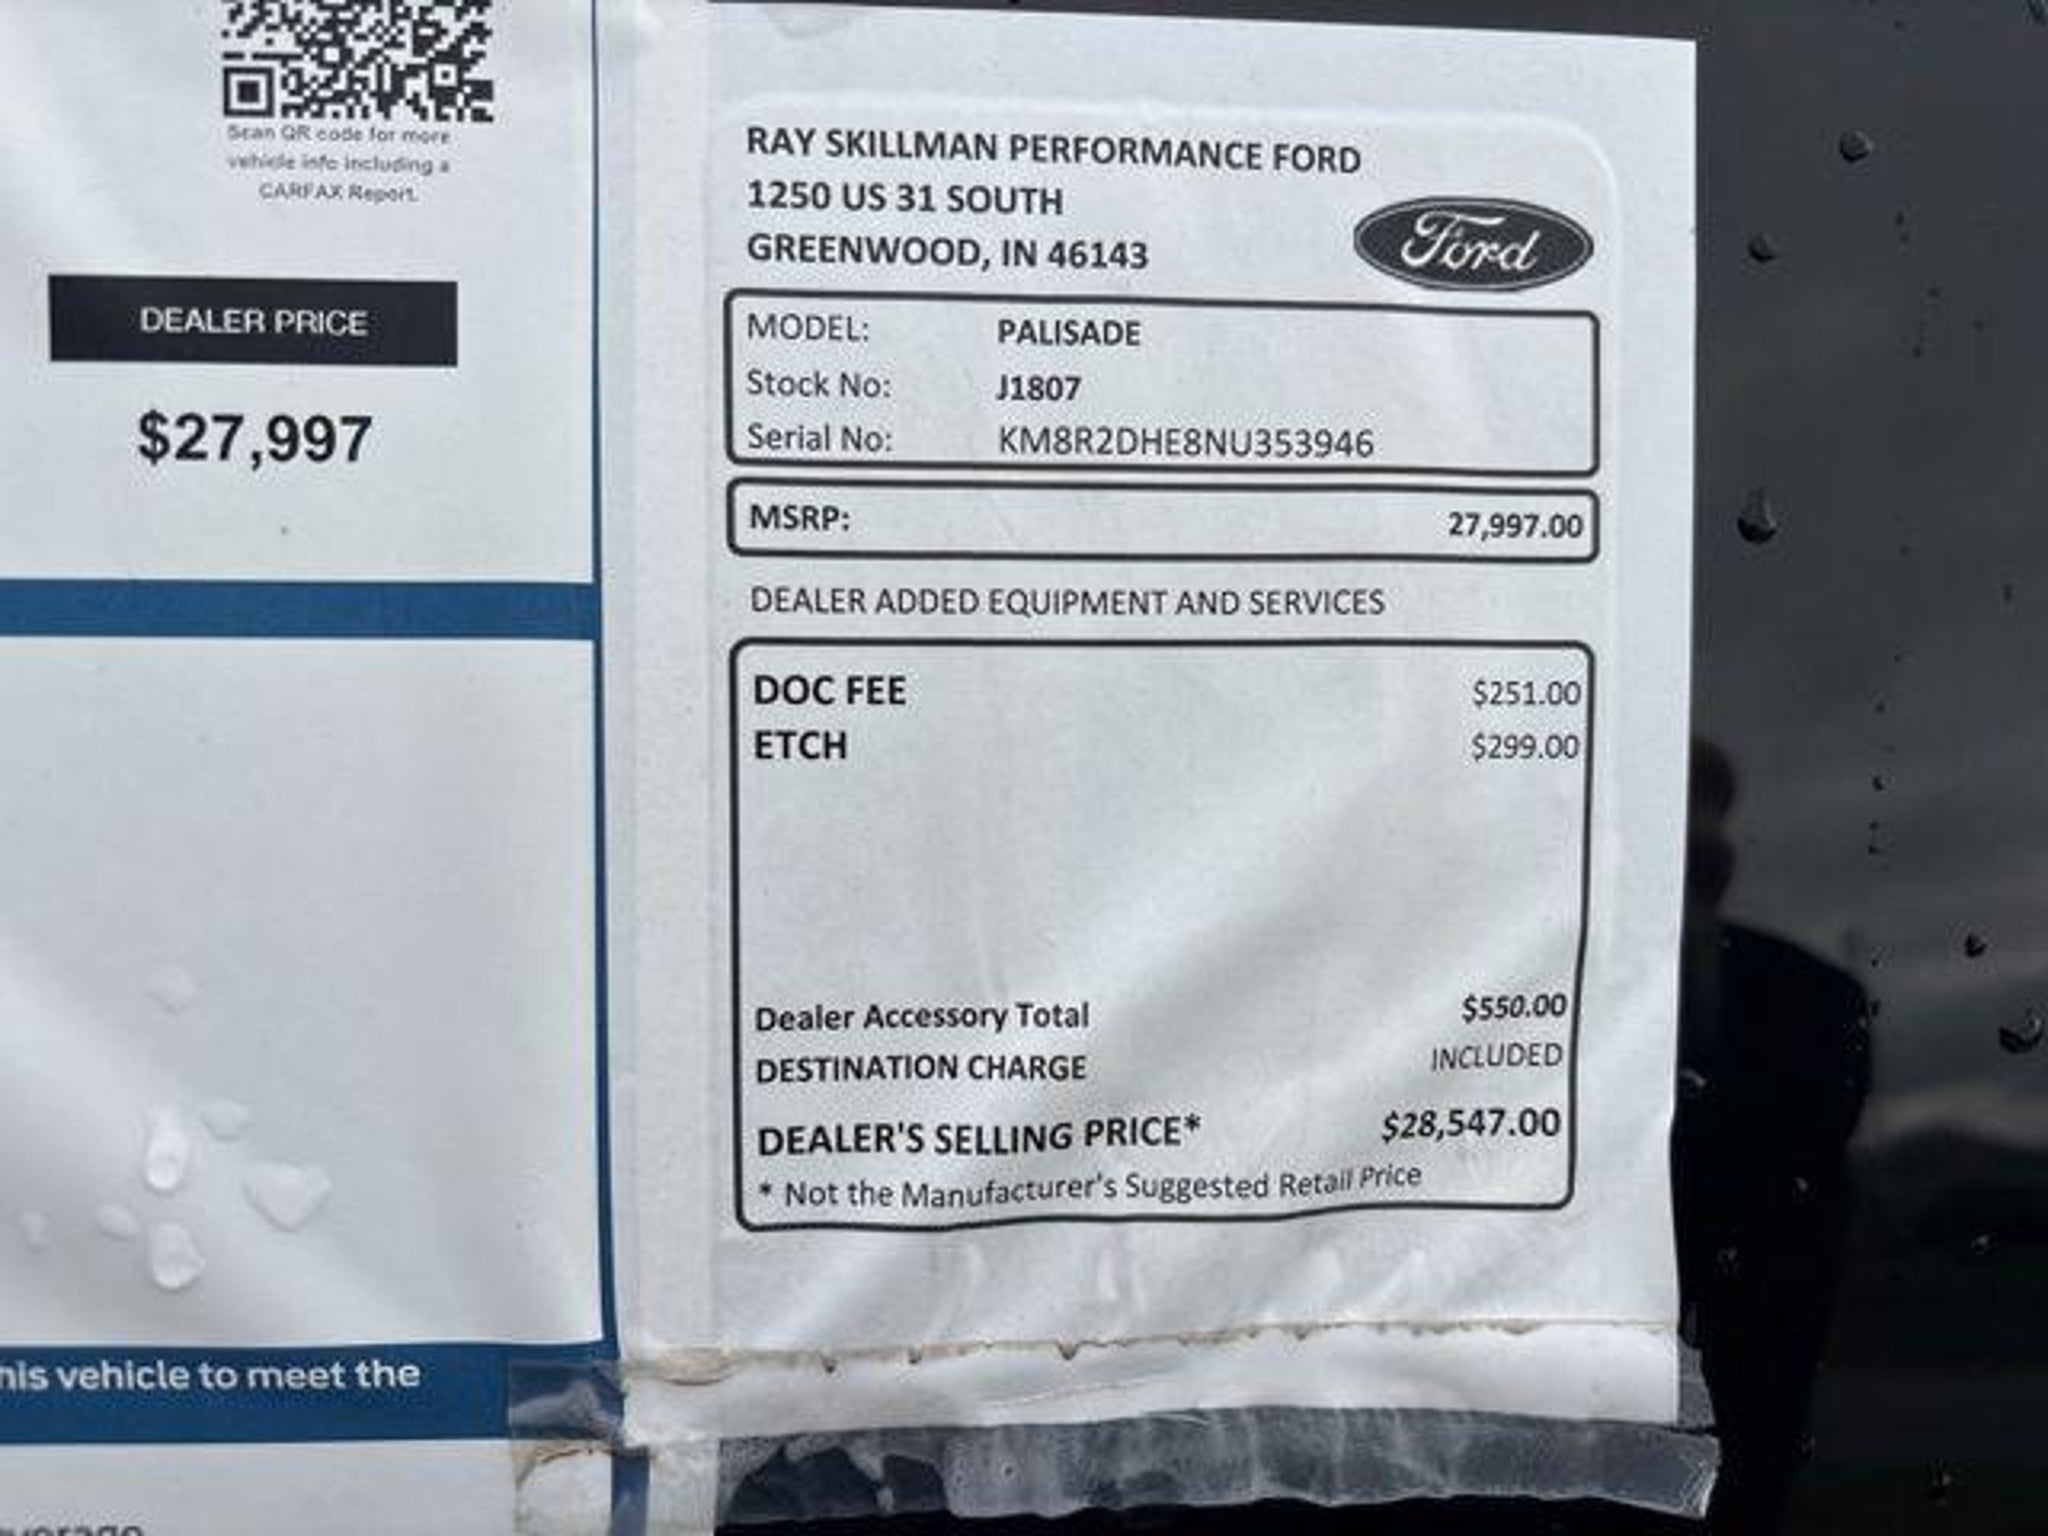 Scan QR code for more
vehicle info including a
CARFAX Report.
DEALER PRICE
$27,997
his vehicle to meet the
RAY SKILLMAN PERFORMANCE FORD
1250 US 31 SOUTH
GREENWOOD, IN 46143
Ford
MODEL: PALISADE
Stock No: J1807
Serial No: KM8R2DHE8NU353946
MSRP: 27,997.00
DEALER ADDED EQUIPMENT AND SERVICES
DOC FEE $251.00
ETCH $299.00
Dealer Accessory Total $550.00
DESTINATION CHARGE INCLUDED
DEALER'S SELLING PRICE* $28,547.00
* Not the Manufacturer's Suggested Retail Price